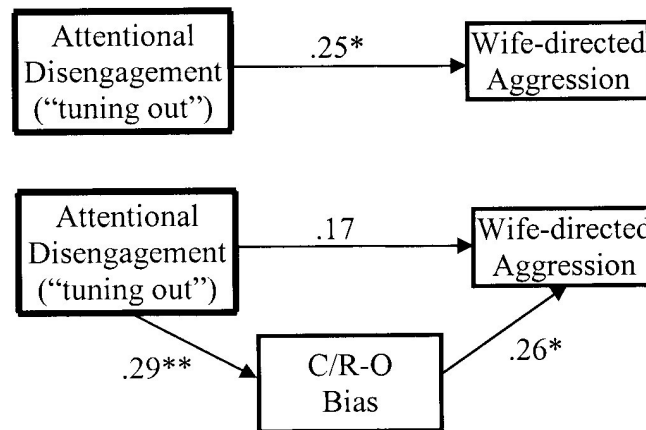 Attentional
Disengagement
(“tuning out”)
.25*
Wife-directed
Aggression
Attentional
Disengagement
(“tuning out”)
.17
Wife-directed
Aggression
.29**
C/R-O
Bias
.26*